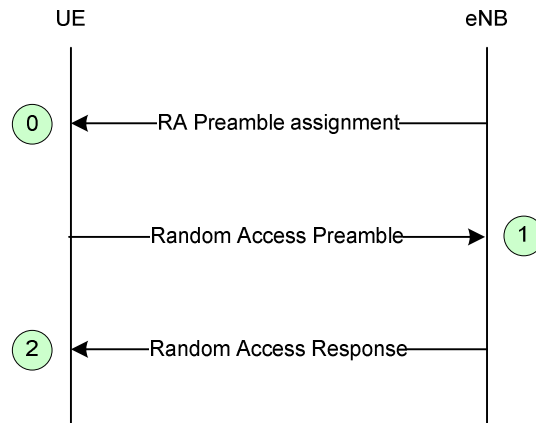 UE
eNB
0
RA Preamble assignment
Random Access Preamble
1
2
Random Access Response